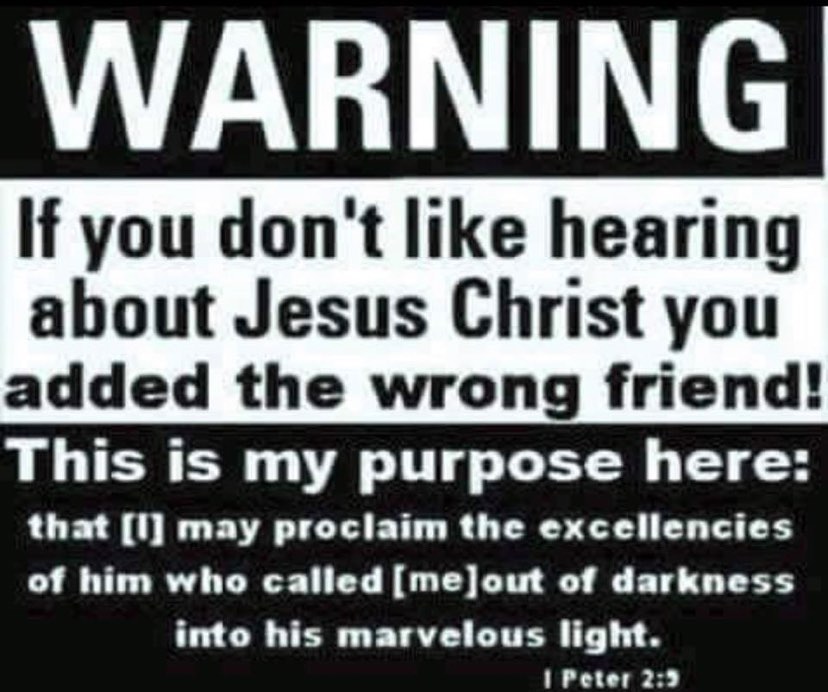 WARNING
If you don't like hearing
about Jesus Christ you
added the wrong friend!
This is my purpose here:
that [I] may proclaim the excellencies
of him who called [me]out of darkness
into his marvelous light.
I Peter 2:9